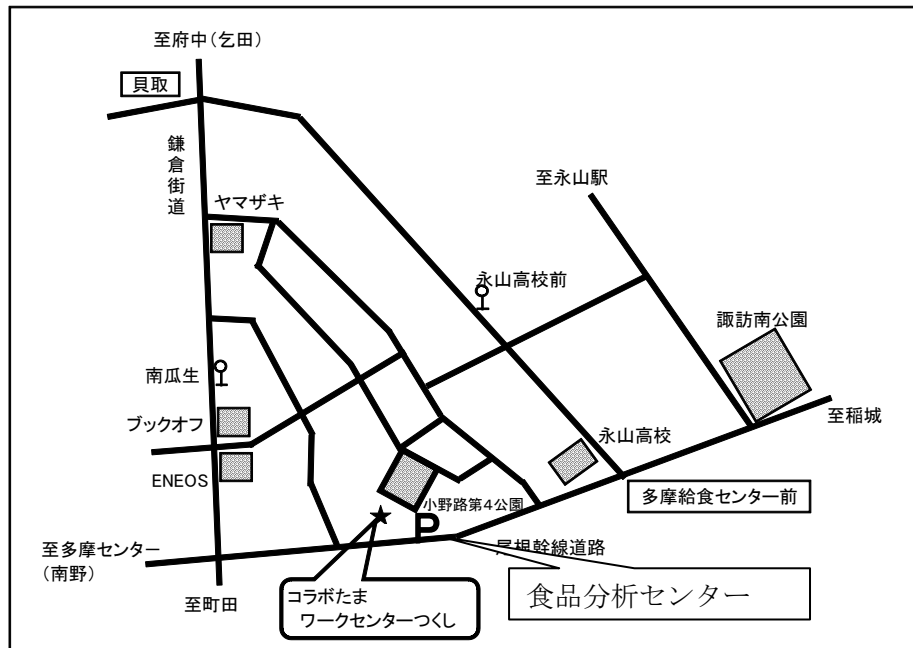 至府中（乞田）
貝取
鎌倉街道
ヤマザキ
至永山駅
永山高校前
諏訪南公園
南瓜生
ブックオフ
至稲城
永山高校
ENEOS
多摩給食センター前
小野路第４公園
P
至多摩センター
（南野）
尾根幹線道路
至町田
コラボたま
ワークセンターつくし
食品分析センター